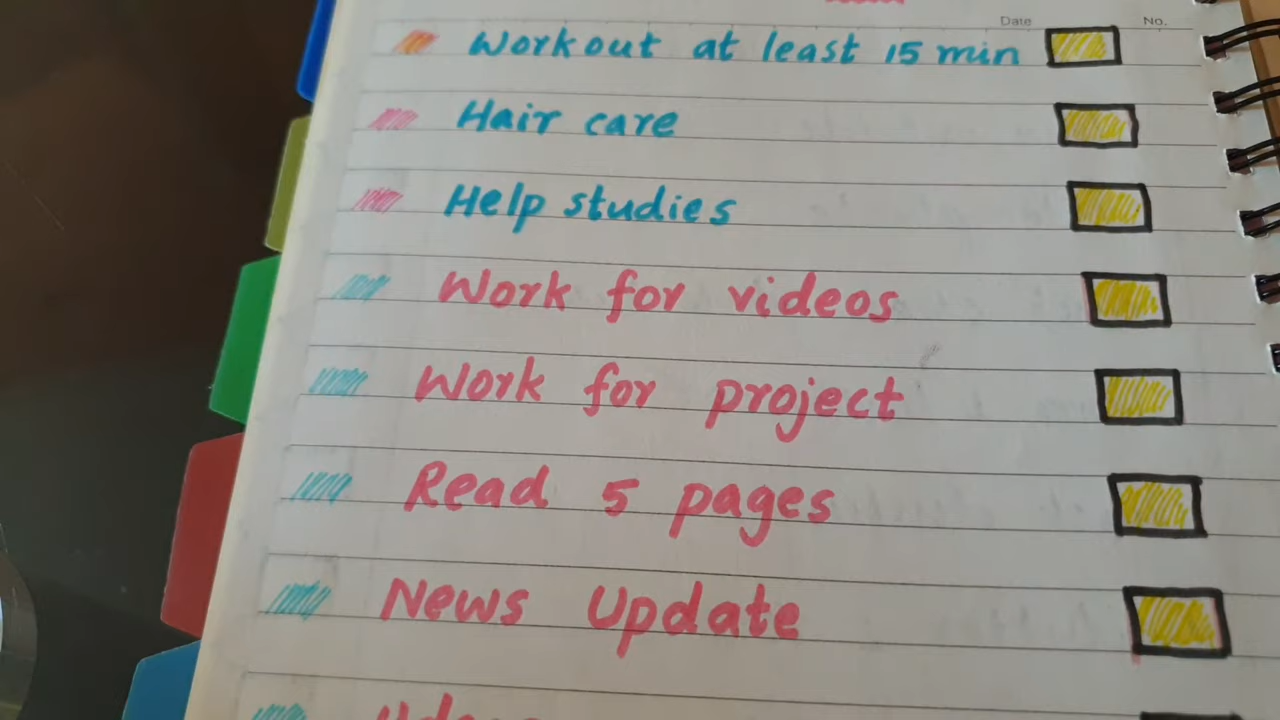 Date No.
Workout at least 15 min
Hair care
Help studies
Work for videos
Work for project
Read 5 pages
News Update